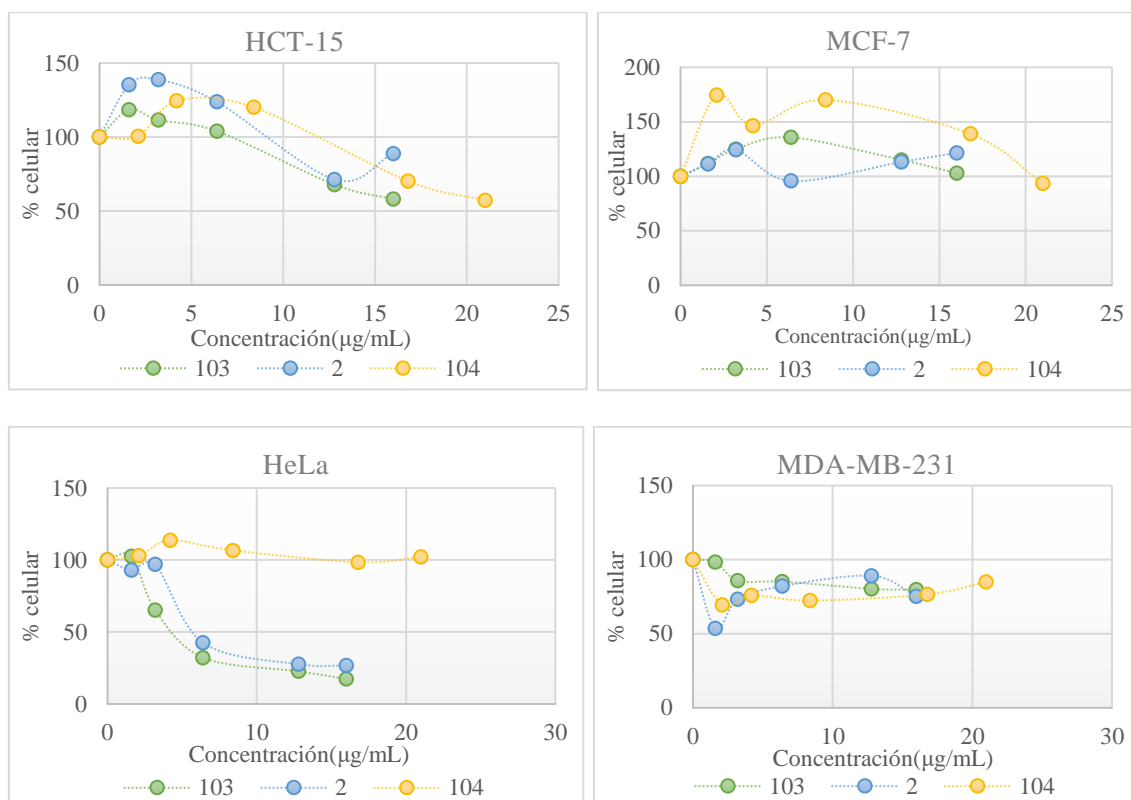 HCT-15
% celular
150
100
50
0
0 5 10 15 20 25
Concentración(µg/mL)
103 2 104
MCF-7
% celular
200
150
100
50
0
0 5 10 15 20 25
Concentración(µg/mL)
103 2 104
HeLa
% celular
150
100
50
0
0 10 20 30
Concentración(µg/mL)
103 2 104
MDA-MB-231
% celular
150
100
50
0
0 10 20 30
Concentración(µg/mL)
103 2 104